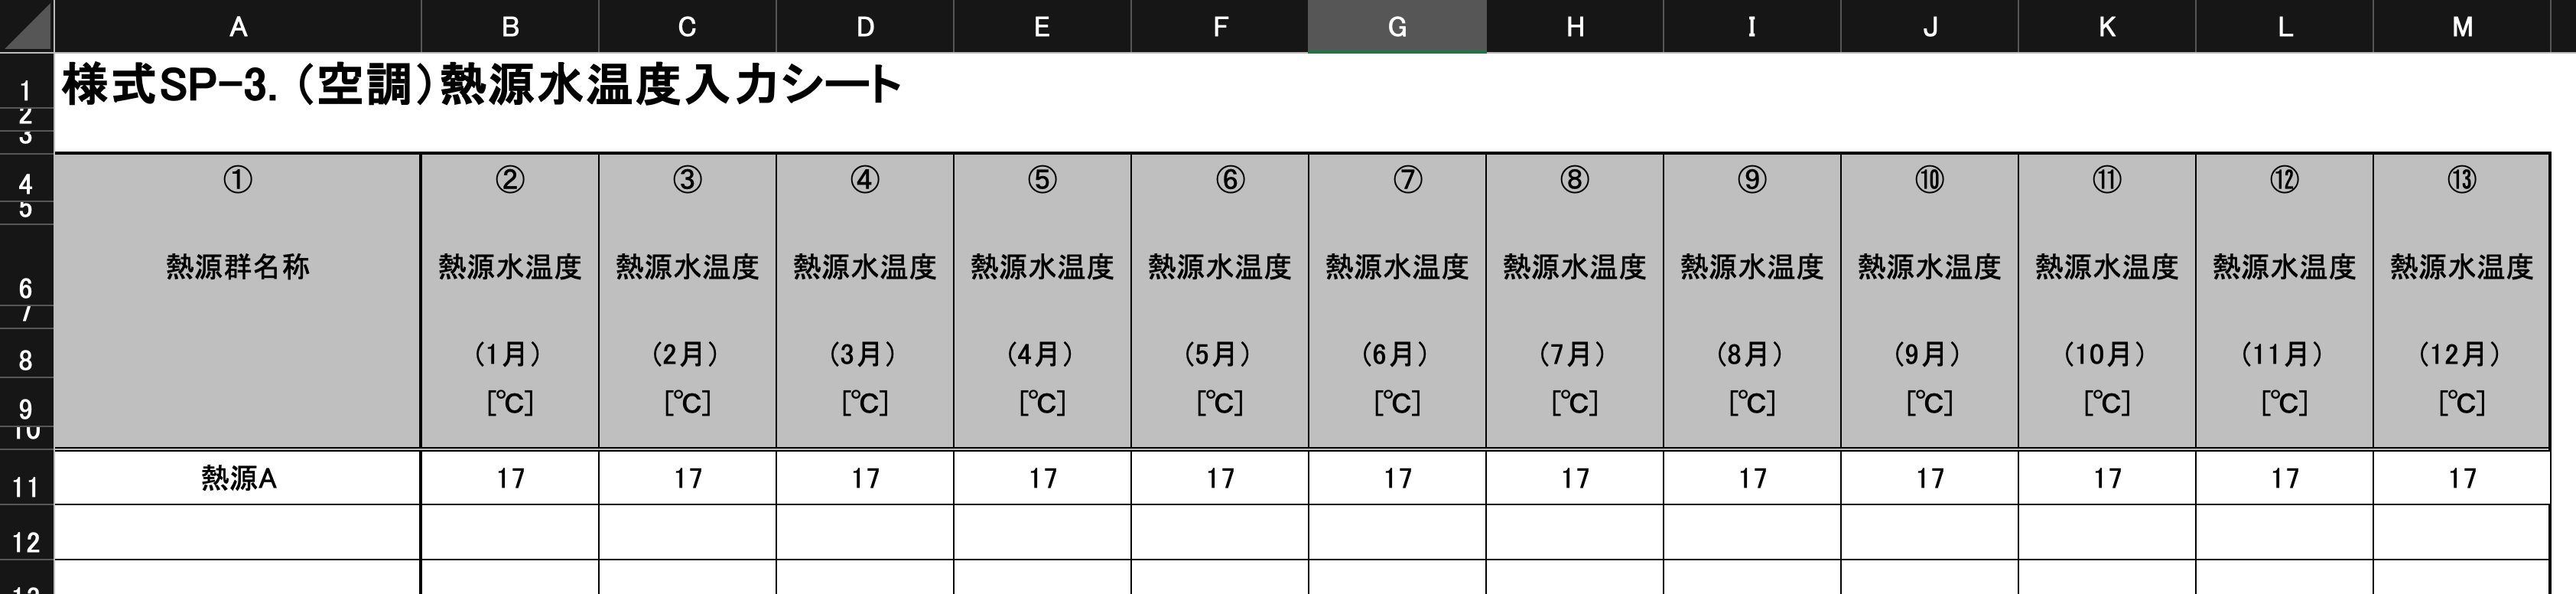 A B C D E F G H I J K L M
1 様式SP-3.（空調）熱源水温度入力シート
2
3
4 ① ② ③ ④ ⑤ ⑥ ⑦ ⑧ ⑨ ⑩ ⑪ ⑫ ⑬
5
6 熱源群名称 熱源水温度 熱源水温度 熱源水温度 熱源水温度 熱源水温度 熱源水温度 熱源水温度 熱源水温度 熱源水温度 熱源水温度 熱源水温度 熱源水温度
7
8 （1月） （2月） （3月） （4月） （5月） （6月） （7月） （8月） （9月） （10月） （11月） （12月）
9 [℃] [℃] [℃] [℃] [℃] [℃] [℃] [℃] [℃] [℃] [℃] [℃]
10
11 熱源A 17 17 17 17 17 17 17 17 17 17 17 17
12
13